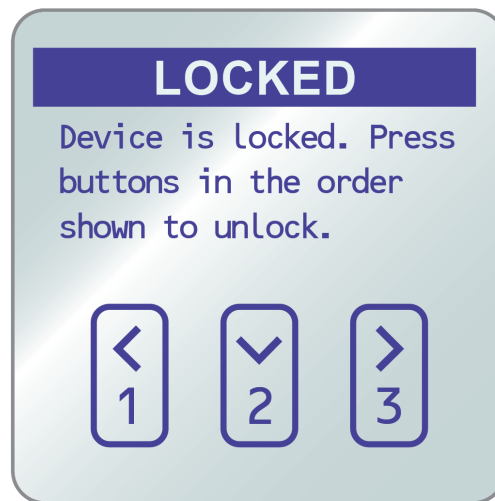 LOCKED
Device is locked. Press
buttons in the order
shown to unlock.
1 2 3